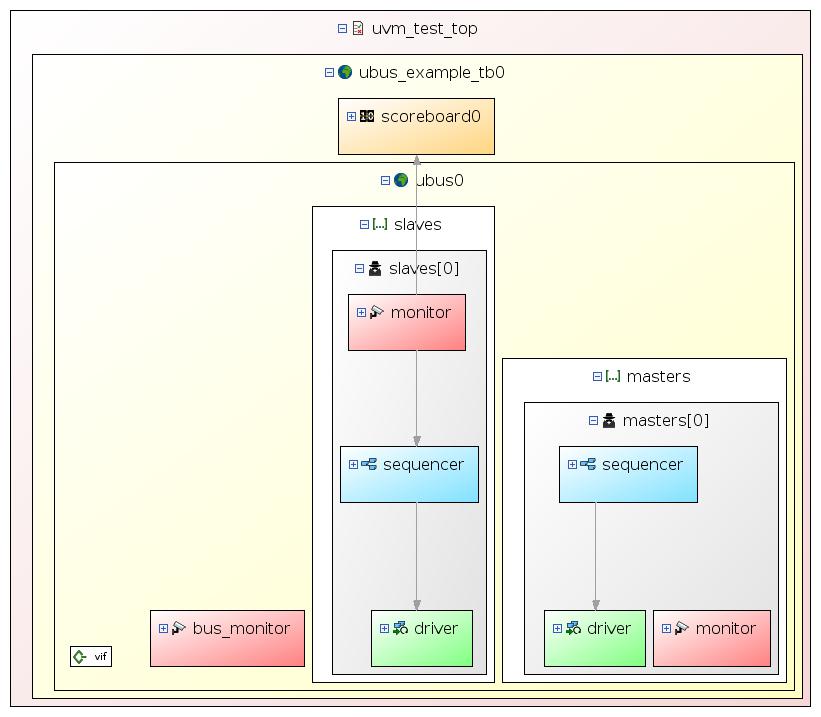 uvm_test_top
ubus_example_tb0
scoreboard0
ubus0
[...] slaves
slaves[0]
monitor
[...] masters
masters[0]
sequencer
sequencer
bus_monitor
driver
driver
monitor
vif